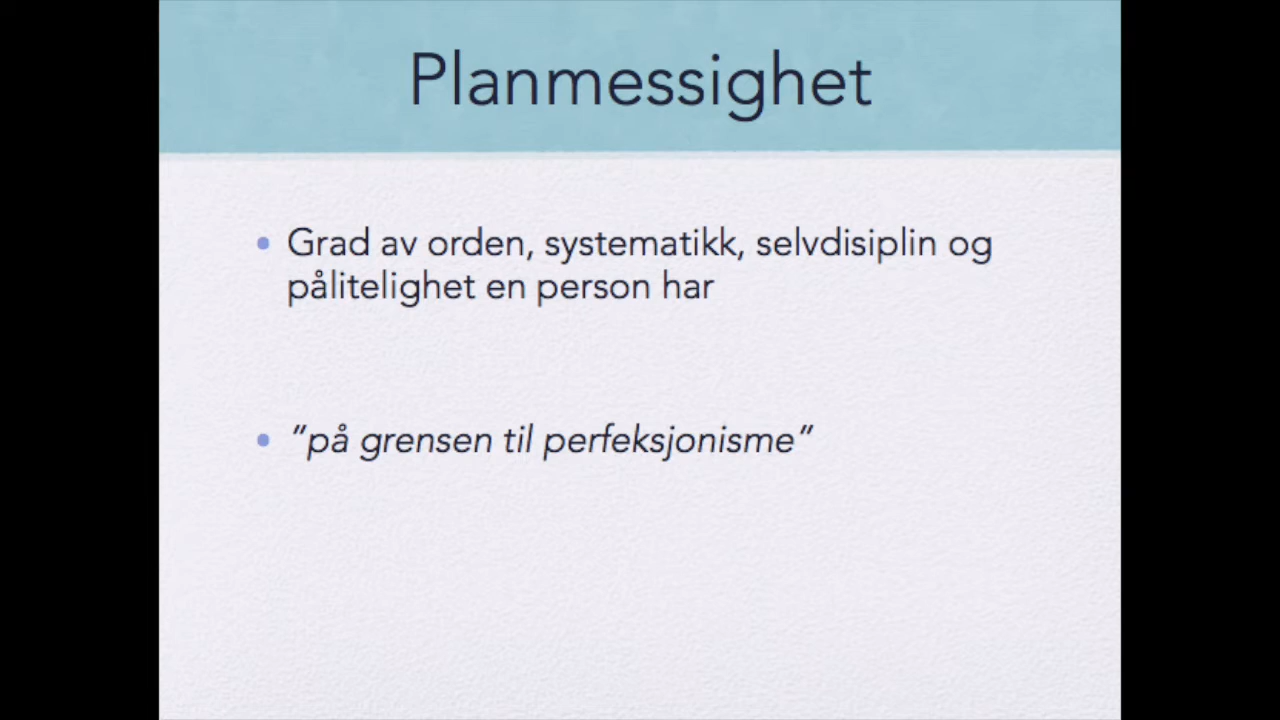 Planmessighet
• Grad av orden, systematikk, selvdisiplin og
pålitelighet en person har
• ”på grensen til perfeksjonisme”